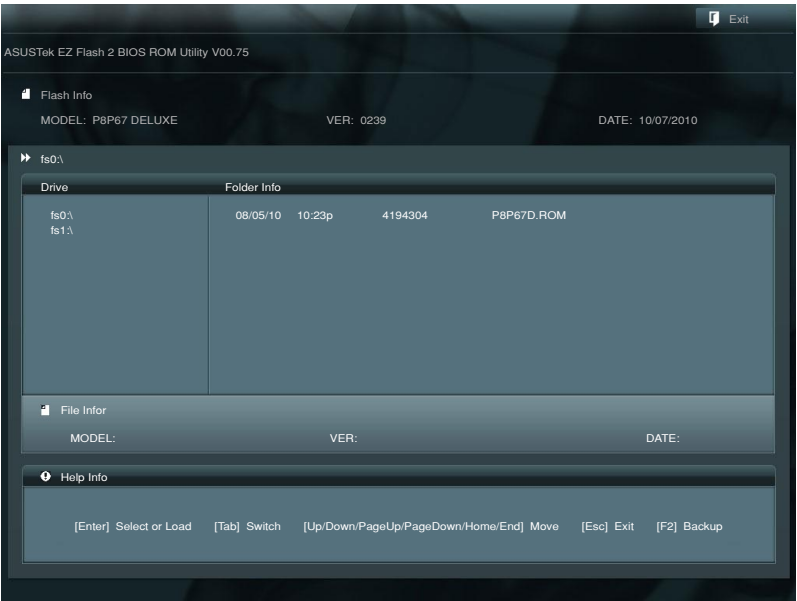 Exit
ASUSTek EZ Flash 2 BIOS ROM Utility V00.75
Flash Info
MODEL: P8P67 DELUXE VER: 0239 DATE: 10/07/2010
fs0:\
Drive Folder Info
fs0:\ 08/05/10 10:23p 4194304 P8P67D.ROM
fs1:\
File Infor
MODEL: VER: DATE:
Help Info
[Enter] Select or Load [Tab] Switch [Up/Down/PageUp/PageDown/Home/End] Move [Esc] Exit [F2] Backup